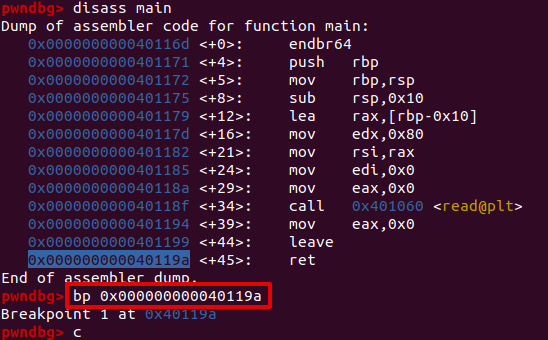 pwndbg> disass main
Dump of assembler code for function main:
0x000000000040116d <+0>: endbr64
0x0000000000401171 <+4>: push rbp
0x0000000000401172 <+5>: mov rbp,rsp
0x0000000000401175 <+8>: sub rsp,0x10
0x0000000000401179 <+12>: lea rax,[rbp-0x10]
0x000000000040117d <+16>: mov edx,0x80
0x0000000000401182 <+21>: mov rsi,rax
0x0000000000401185 <+24>: mov edi,0x0
0x000000000040118a <+29>: mov eax,0x0
0x000000000040118f <+34>: call 0x401060 <read@plt>
0x0000000000401194 <+39>: mov eax,0x0
0x0000000000401199 <+44>: leave
0x000000000040119a <+45>: ret
End of assembler dump.
pwndbg> bp 0x000000000040119a
Breakpoint 1 at 0x40119a
pwndbg> c